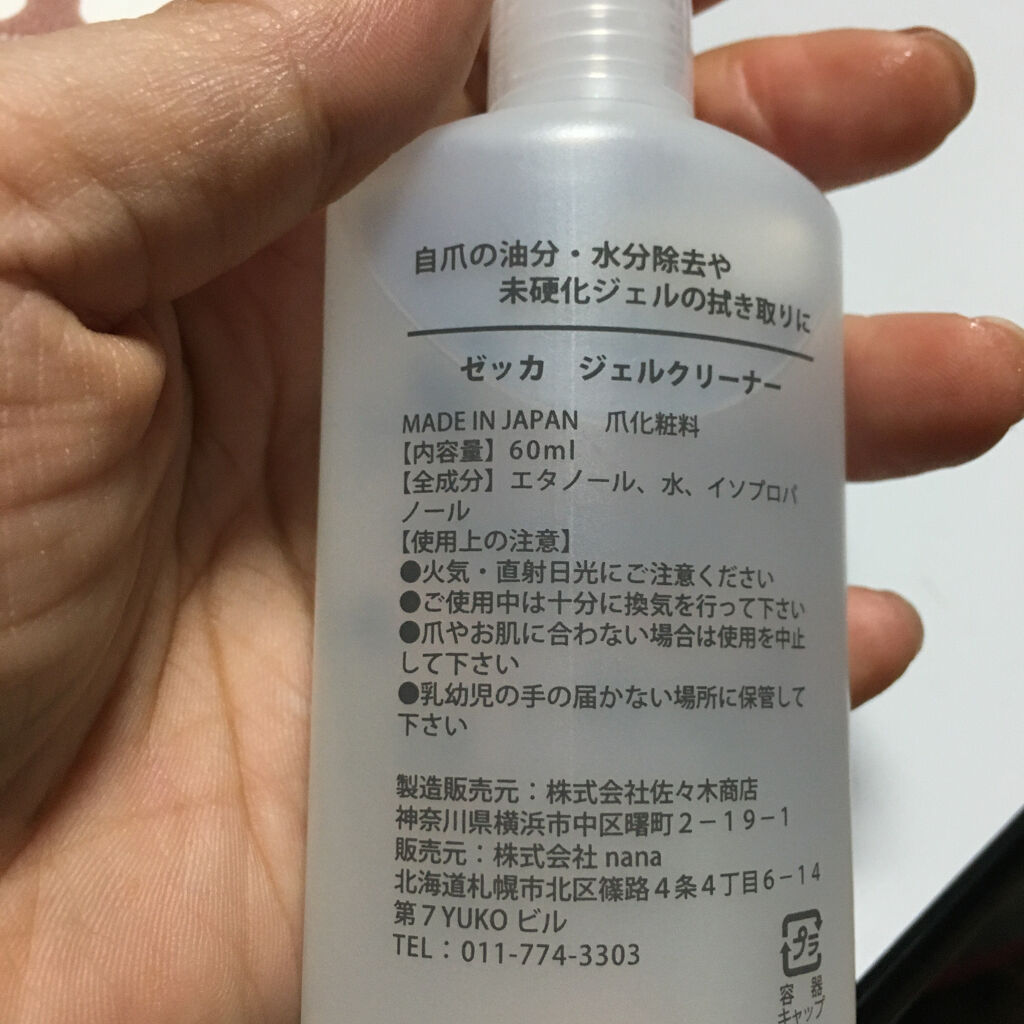 自爪の油分・水分除去や
未硬化ジェルの拭き取りに
ゼッカ ジェルクリーナー
MADE IN JAPAN 爪化粧料
【内容量】60ml
【全成分】エタノール、水、イソプロパ
ノール
【使用上の注意】
●火気・直射日光にご注意ください
●ご使用中は十分に換気を行って下さい
●爪やお肌に合わない場合は使用を中止
して下さい
●乳幼児の手の届かない場所に保管して
下さい
製造販売元：株式会社佐々木商店
神奈川県横浜市中区曙町２－１９－１
販売元：株式会社 nana
北海道札幌市北区篠路４条４丁目６－１４
第７YUKO ビル
TEL：011-774-3303
プラ
容器
キャップ